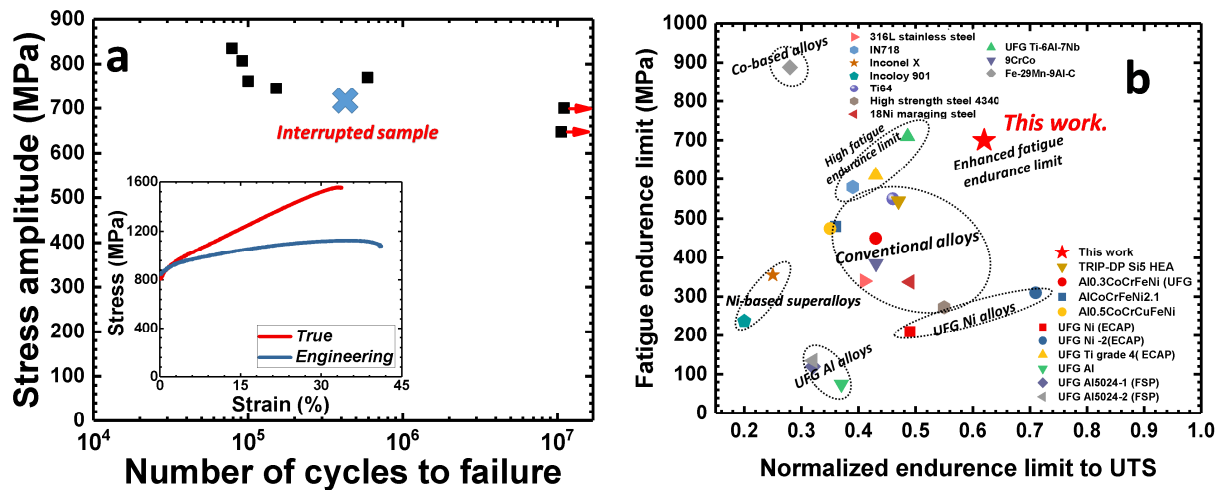 a
Stress amplitude (MPa)
900
800
700
600
500
400
300
200
100
0
Interrupted sample
Stress (MPa)
1600
1200
800
400
0
0
15
30
45
True
Engineering
Strain (%)
10^4
10^5
10^6
10^7
Number of cycles to failure
b
Fatigue endurence limit (MPa)
1000
900
800
700
600
500
400
300
200
100
0
Co-based alloys
316L stainless steel
IN718
Inconel X
Incoloy 901
Ti64
High strength steel 4340
18Ni maraging steel
UFG Ti-6Al-7Nb
9CrCo
Fe-29Mn-9Al-C
This work.
Enhanced fatigue
endurance limit
High fatigue
endurance limit
Conventional alloys
Ni-based superalloys
UFG Ni alloys
UFG Al alloys
This work
TRIP-DP Si5 HEA
Al0.3CoCrFeNi (UFG
AlCoCrFeNi2.1
Al0.5CoCrCuFeNi
UFG Ni (ECAP)
UFG Ni -2(ECAP)
UFG Ti grade 4( ECAP)
UFG Al
UFG Al5024-1 (FSP)
UFG Al5024-2 (FSP)
0.2
0.3
0.4
0.5
0.6
0.7
0.8
0.9
1.0
Normalized endurence limit to UTS